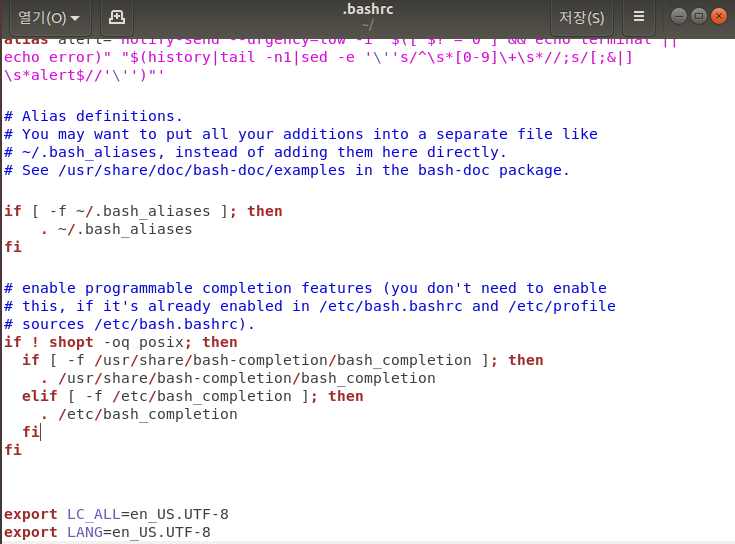 열기(O)
.bashrc
~/
저장(S)
alias alert='notify-send --urgency=low -i "$([ $? = 0 ] && echo terminal ||
echo error)" "$(history|tail -n1|sed -e '\''s/^\s*[0-9]\+\s*//;s/[;&|]
\s*alert$//'\'')"'
# Alias definitions.
# You may want to put all your additions into a separate file like
# ~/.bash_aliases, instead of adding them here directly.
# See /usr/share/doc/bash-doc/examples in the bash-doc package.
if [ -f ~/.bash_aliases ]; then
    . ~/.bash_aliases
fi
# enable programmable completion features (you don't need to enable
# this, if it's already enabled in /etc/bash.bashrc and /etc/profile
# sources /etc/bash.bashrc).
if ! shopt -oq posix; then
  if [ -f /usr/share/bash-completion/bash_completion ]; then
    . /usr/share/bash-completion/bash_completion
  elif [ -f /etc/bash_completion ]; then
    . /etc/bash_completion
  fi
fi
export LC_ALL=en_US.UTF-8
export LANG=en_US.UTF-8